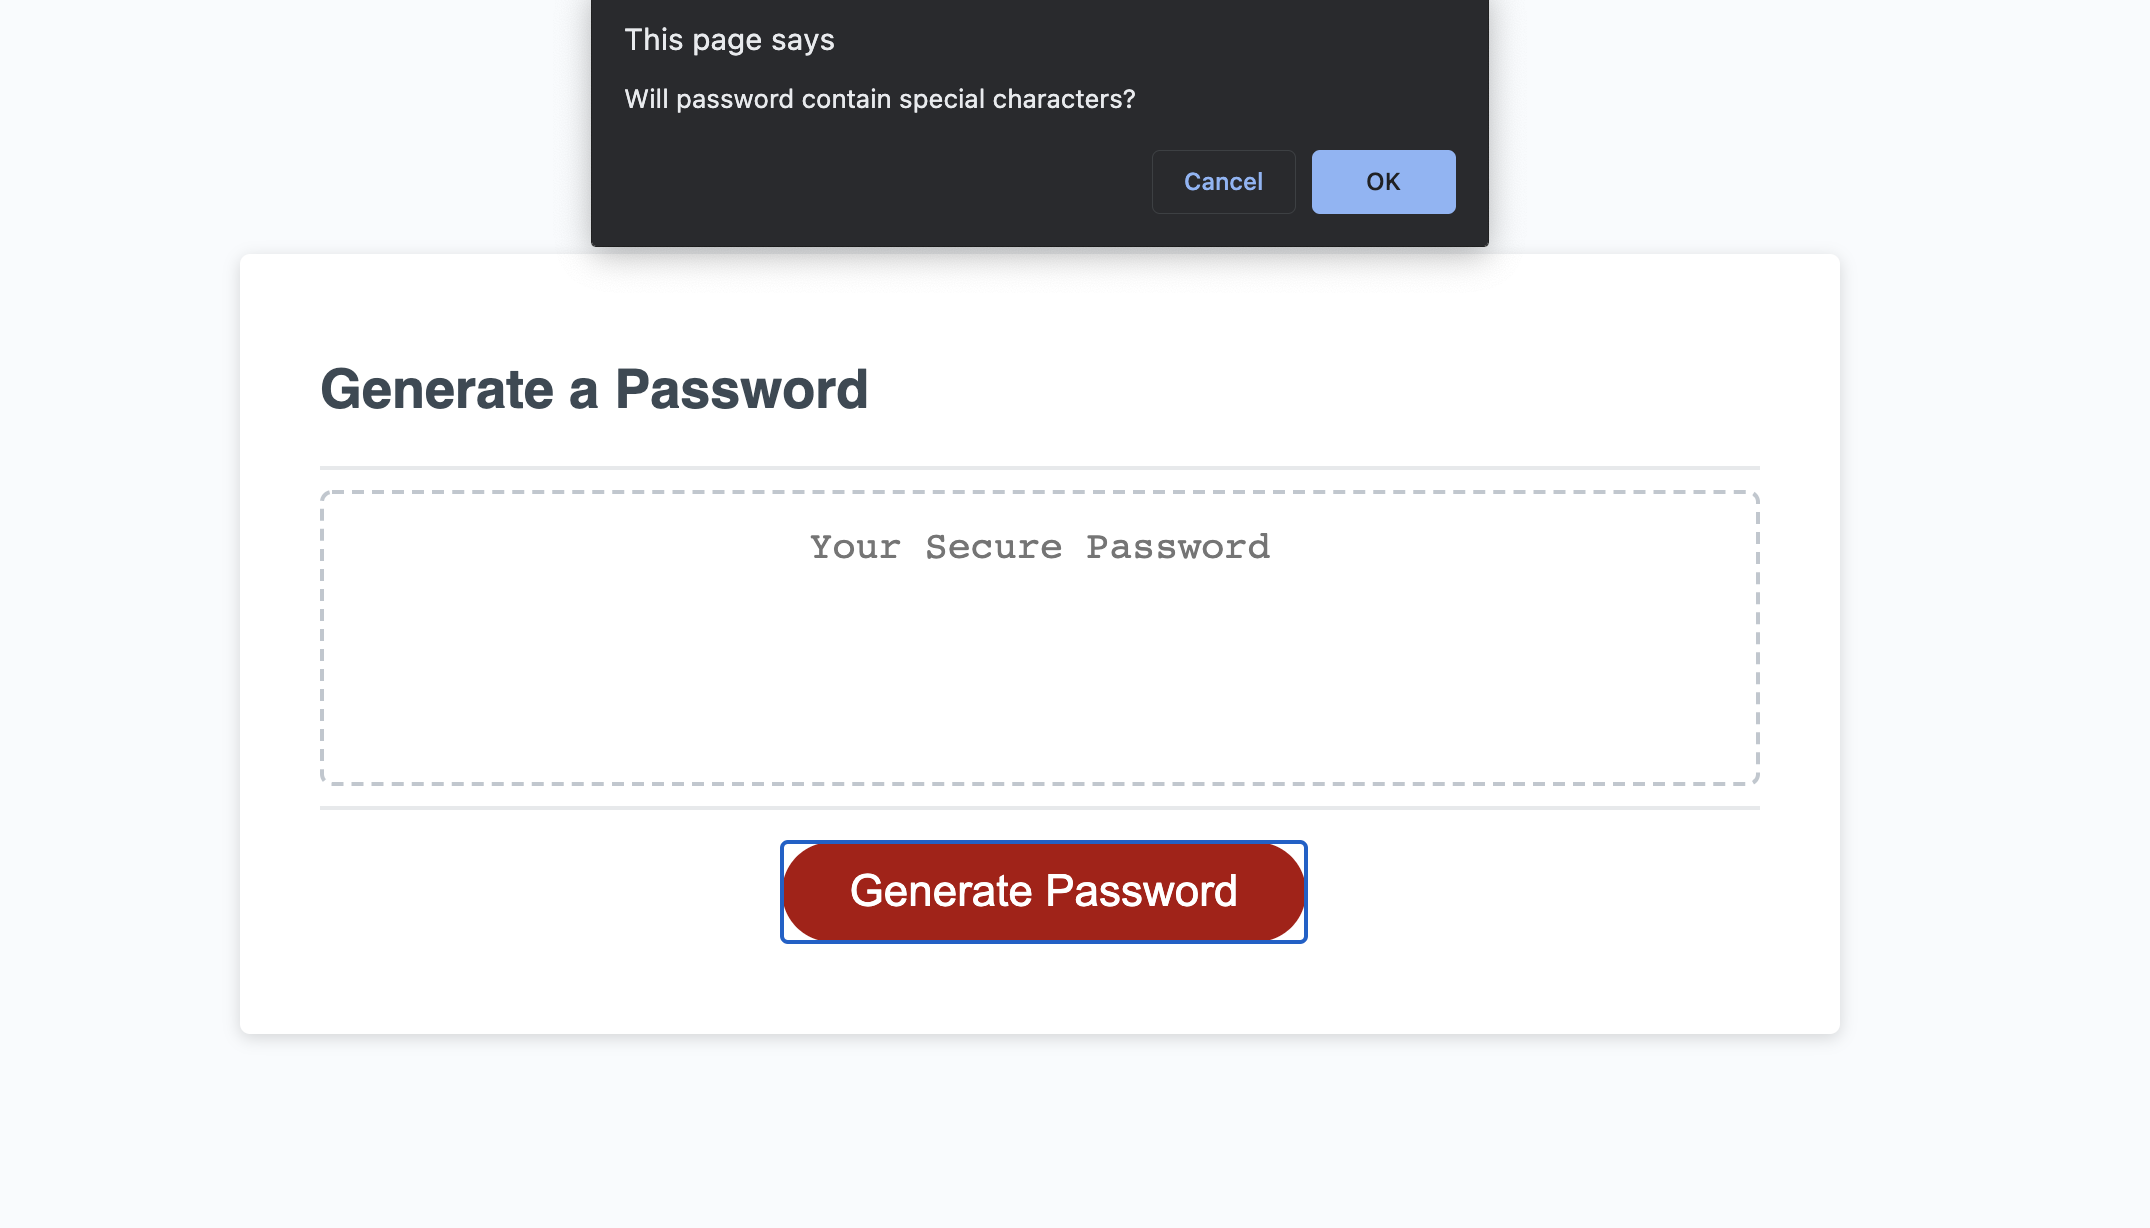 This page says
Will password contain special characters?
Cancel
OK
Generate a Password
Your Secure Password
Generate Password